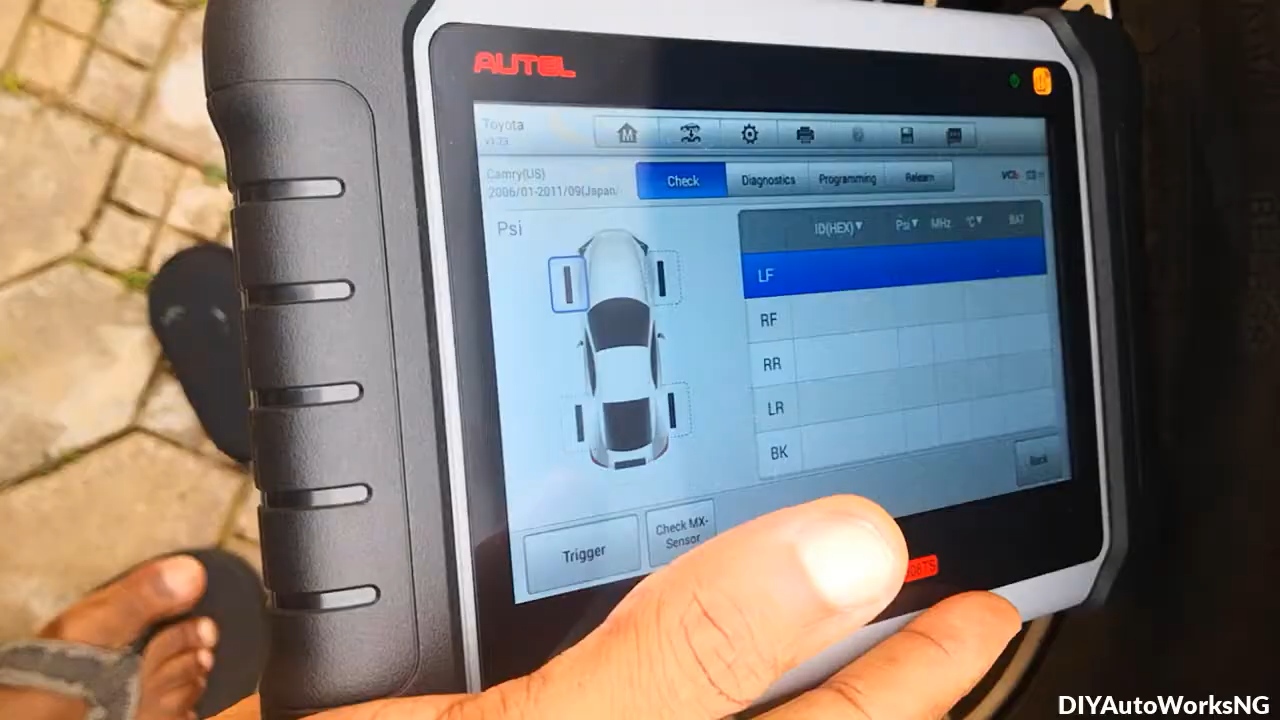 AUTEL
Toyota
V1.23
M
Camry(US)
2006/01-2011/09(Japan/-
Check
Diagnostics
Programming
Relearn
VCI
Psi
ID(HEX)▼
Psi▼
MHz
°C▼
BAT
LF
RF
RR
LR
BK
Back
Trigger
Check MX-
Sensor
08TS
DIYAutoWorksNG